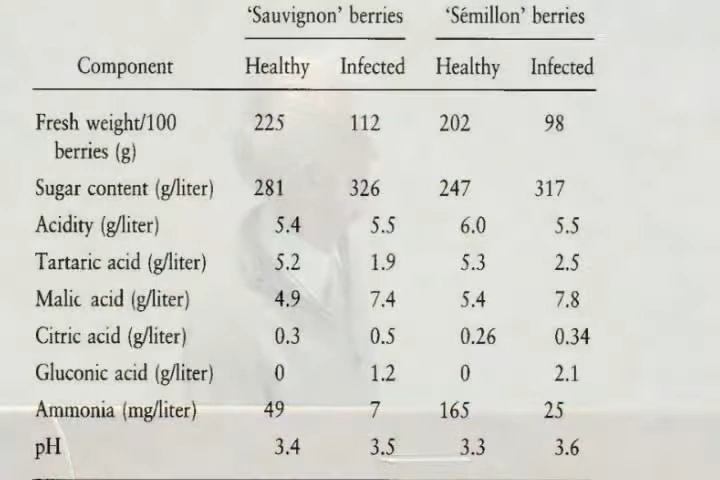 ‘Sauvignon’ berries ‘Sémillon’ berries
Component Healthy Infected Healthy Infected
Fresh weight/100 225 112 202 98
berries (g)
Sugar content (g/liter) 281 326 247 317
Acidity (g/liter) 5.4 5.5 6.0 5.5
Tartaric acid (g/liter) 5.2 1.9 5.3 2.5
Malic acid (g/liter) 4.9 7.4 5.4 7.8
Citric acid (g/liter) 0.3 0.5 0.26 0.34
Gluconic acid (g/liter) 0 1.2 0 2.1
Ammonia (mg/liter) 49 7 165 25
pH 3.4 3.5 3.3 3.6